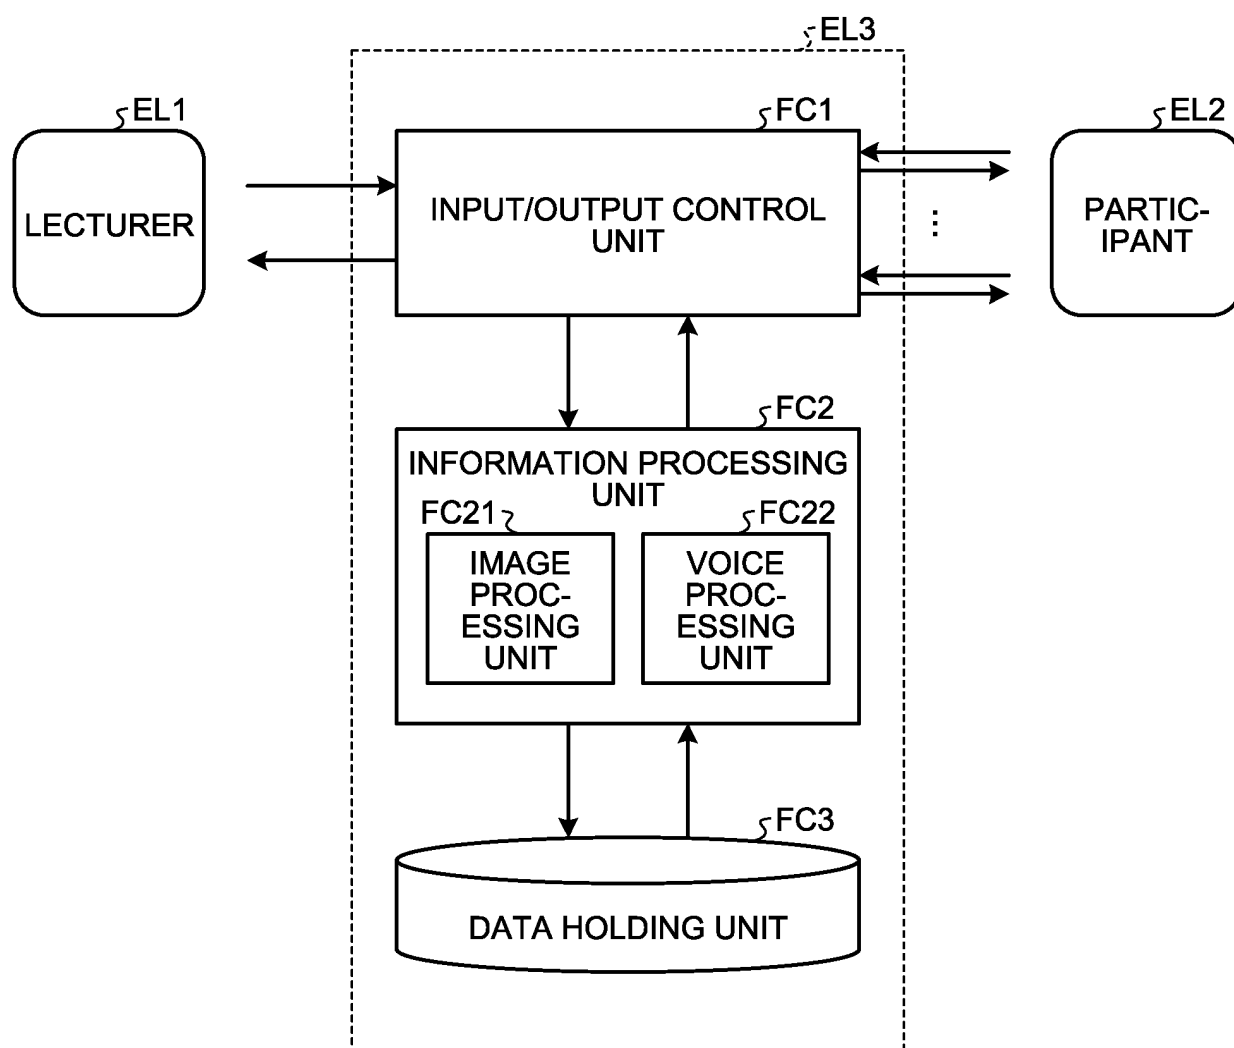 EL3
EL1
FC1
EL2
LECTURER
INPUT/OUTPUT CONTROL
UNIT
...
PARTIC-
IPANT
FC2
INFORMATION PROCESSING
UNIT
FC21
FC22
IMAGE
PROC-
ESSING
UNIT
VOICE
PROC-
ESSING
UNIT
FC3
DATA HOLDING UNIT